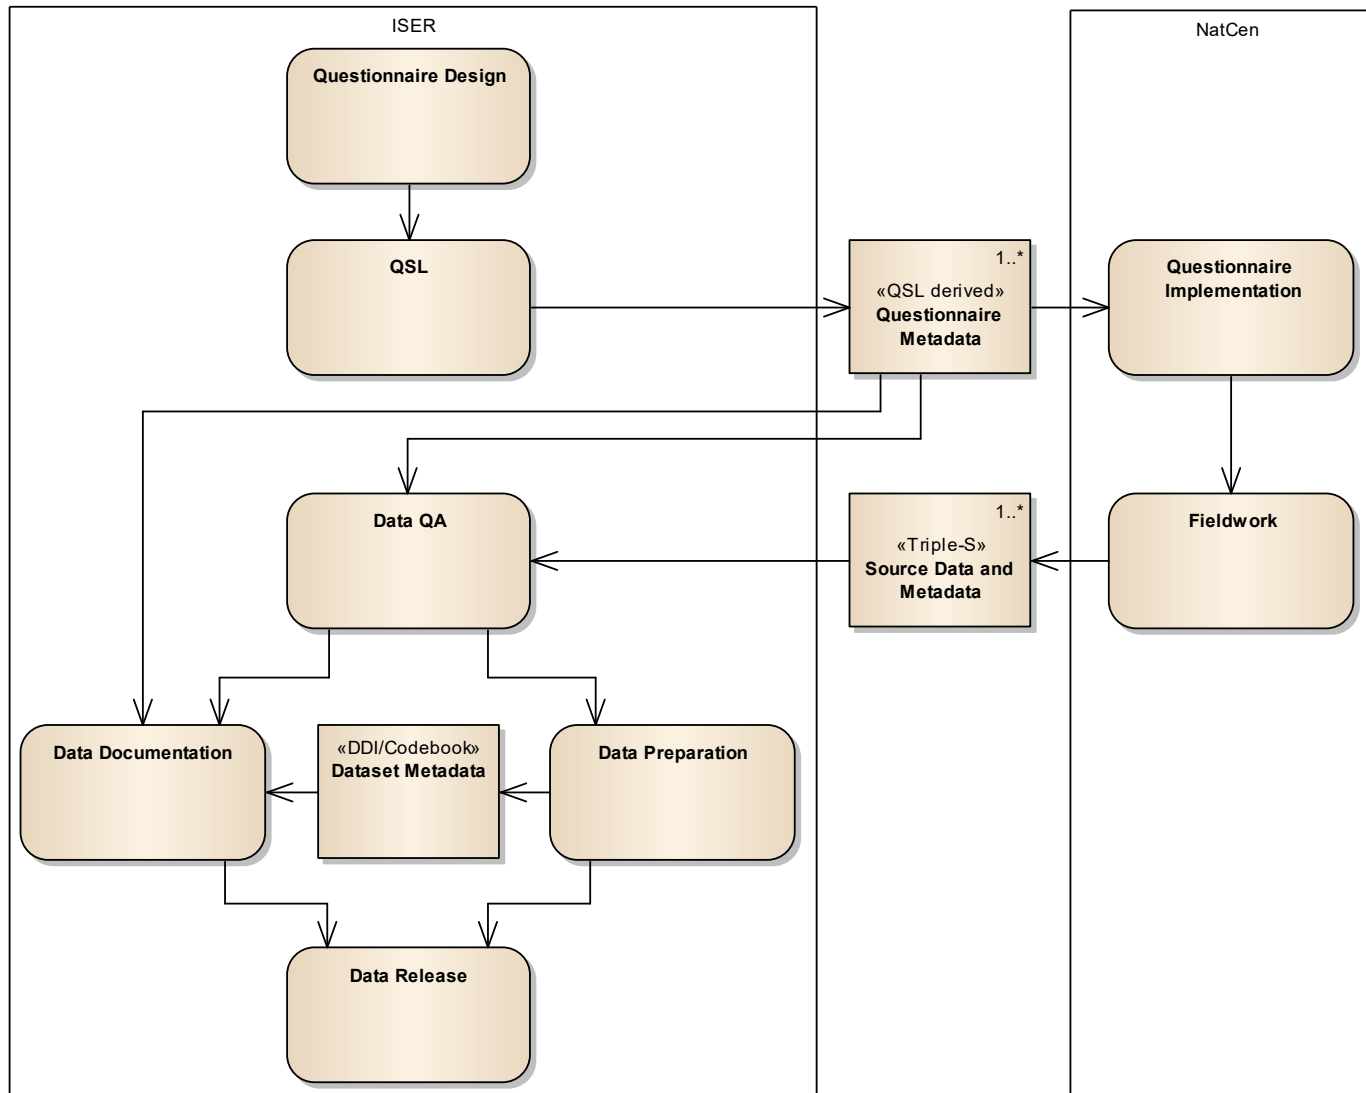 ISER
NatCen
Questionnaire Design
QSL
1..*
«QSL derived»
Questionnaire
Metadata
Questionnaire
Implementation
Data QA
1..*
«Triple-S»
Source Data and
Metadata
Fieldwork
Data Documentation
«DDI/Codebook»
Dataset Metadata
Data Preparation
Data Release